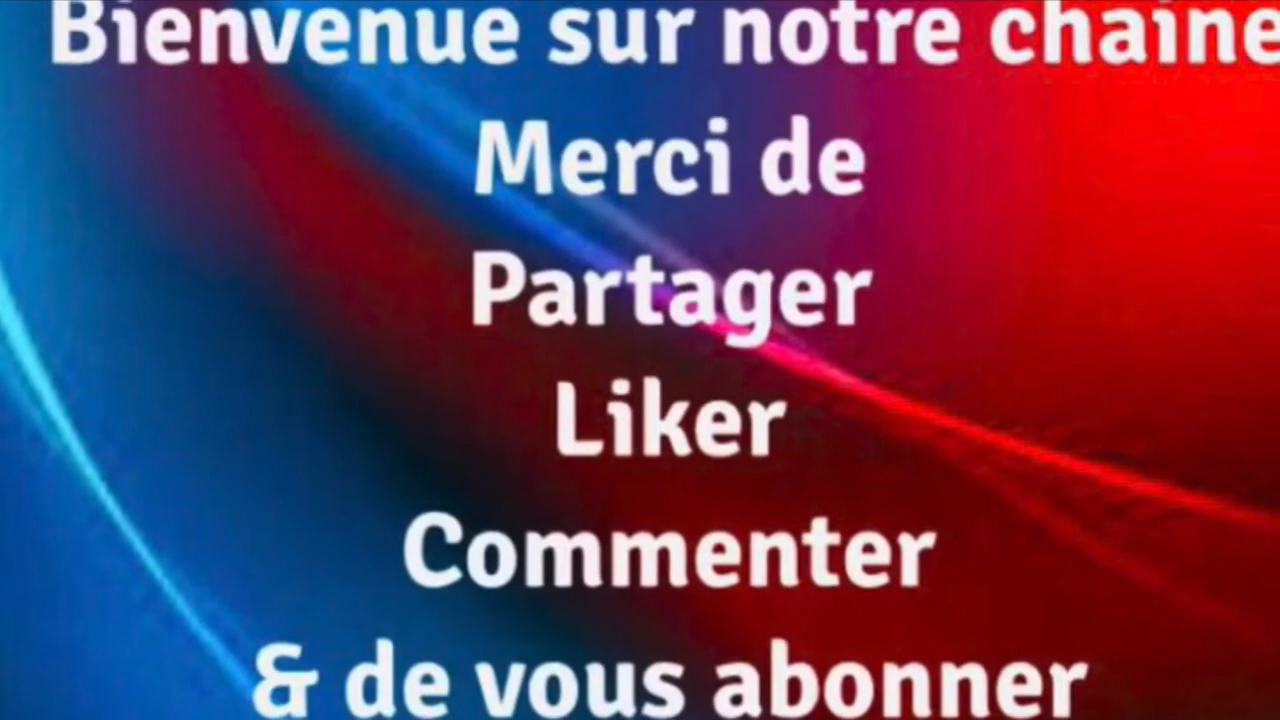 Bienvenue sur notre chaine
Merci de
Partager
Liker
Commenter
& de vous abonner